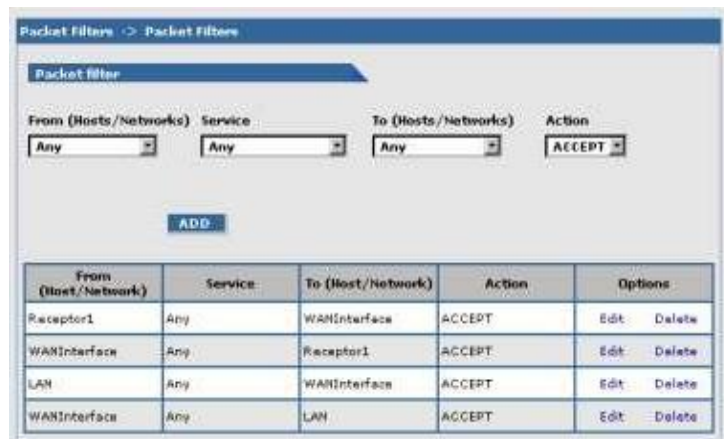 Packet Filters -> Packet Filters
Packet filter
From (Hosts/Networks) Service To (Hosts/Networks) Action
Any Any Any ACCEPT
ADD
From (Host/Network) Service To (Host/Network) Action Options
Receptor1 Any WANInterface ACCEPT Edit Delete
WANInterface Any Receptor1 ACCEPT Edit Delete
LAN Any WANInterface ACCEPT Edit Delete
WANInterface Any LAN ACCEPT Edit Delete